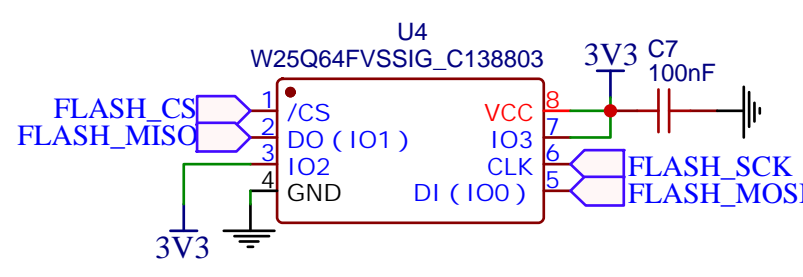 U4
W25Q64FVSSIG_C138803
3V3 C7
100nF
FLASH_CS 1 /CS VCC 8
FLASH_MISO 2 DO(IO1) IO3 7
3 IO2 CLK 6 FLASH_SCK
4 GND DI(IO0) 5 FLASH_MOSI
3V3